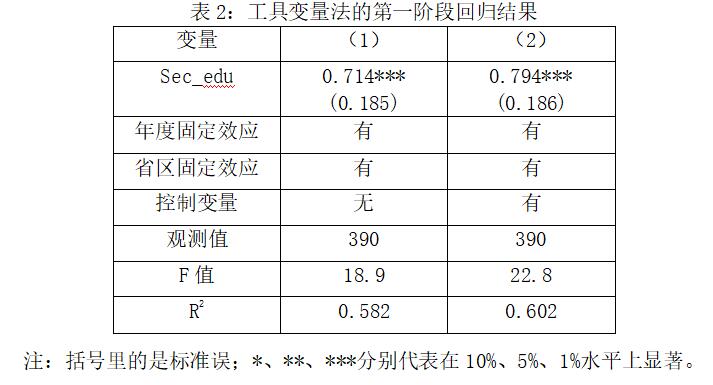 表 2：工具变量法的第一阶段回归结果
变量 （1） （2）
Sec_edu 0.714*** 0.794***
(0.185) (0.186)
年度固定效应 有 有
省区固定效应 有 有
控制变量 无 有
观测值 390 390
F 值 18.9 22.8
R² 0.582 0.602
注：括号里的是标准误；*、**、***分别代表在 10%、5%、1%水平上显著。